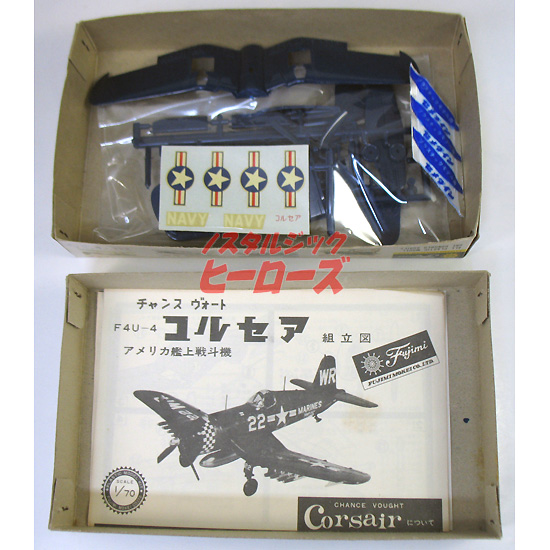 NAVY
NAVY
コルセア
ノスタルジック
ヒーローズ
チャンス ヴォート
F4U-4 コルセア 組立図
アメリカ艦上戦斗機
Fujimi
FUJIMI MOKEI CO., LTD.
WR
22 MARINES
SCALE
1/70
CHANCE VOUGHT
Corsair について